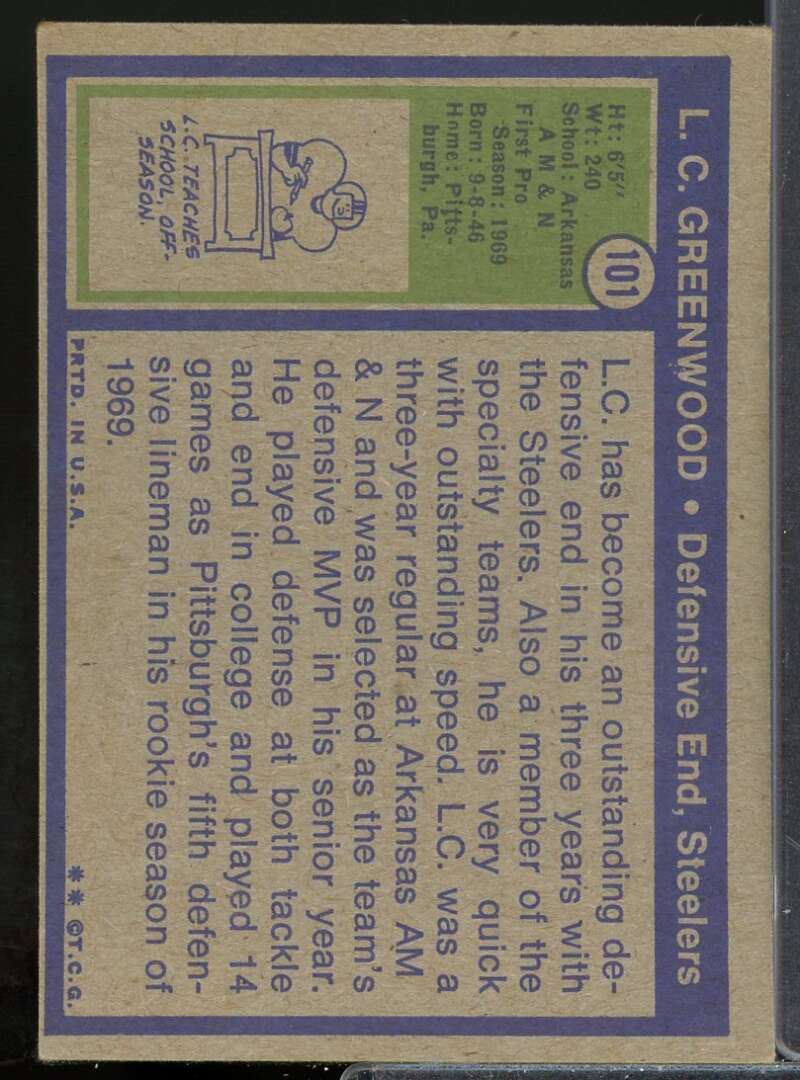 L. C. GREENWOOD • Defensive End, Steelers
101
Ht: 6'5"
Wt: 240
School: Arkansas
A M & N
First Pro
Season: 1969
Born: 9-8-46
Home: Pitts-
burgh, Pa.
L.C. TEACHES
SCHOOL, OFF-
SEASON.
L.C. has become an outstanding de-
fensive end in his three years with
the Steelers. Also a member of the
specialty teams, he is very quick
with outstanding speed. L.C. was a
three-year regular at Arkansas AM
& N and was selected as the team's
defensive MVP in his senior year.
He played defense at both tackle
and end in college and played 14
games as Pittsburgh's fifth defen-
sive lineman in his rookie season of
1969.
PRTD. IN U.S.A.
** ©T.C.G.